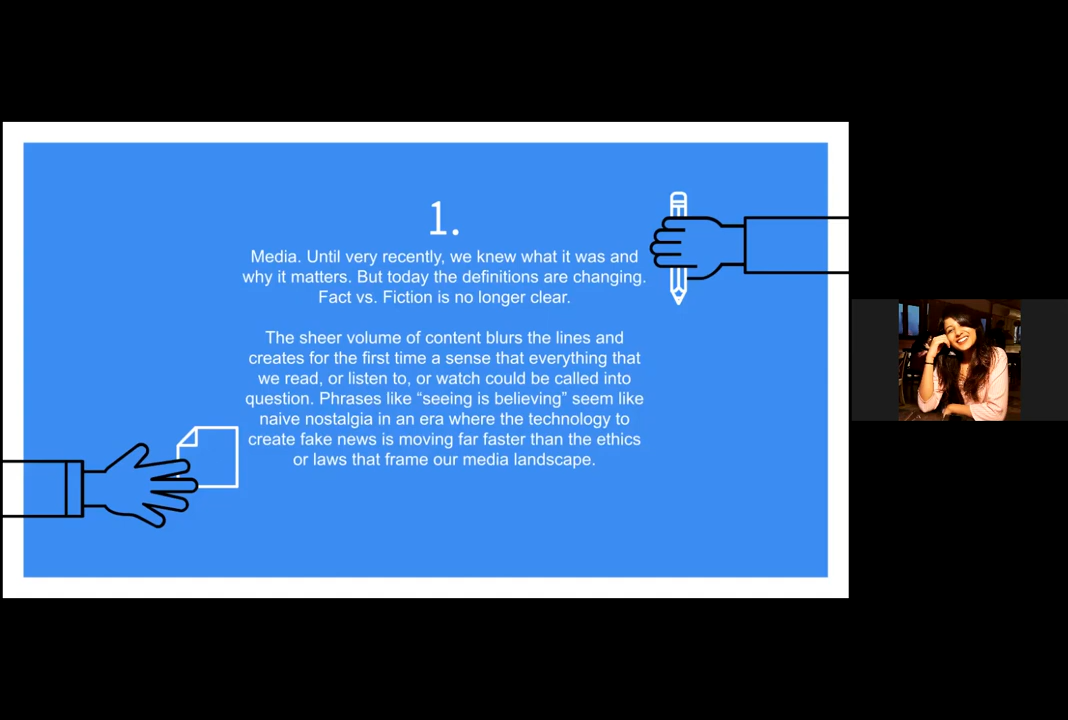 1.
Media. Until very recently, we knew what it was and
why it matters. But today the definitions are changing.
Fact vs. Fiction is no longer clear.
The sheer volume of content blurs the lines and
creates for the first time a sense that everything that
we read, or listen to, or watch could be called into
question. Phrases like “seeing is believing” seem like
naive nostalgia in an era where the technology to
create fake news is moving far faster than the ethics
or laws that frame our media landscape.